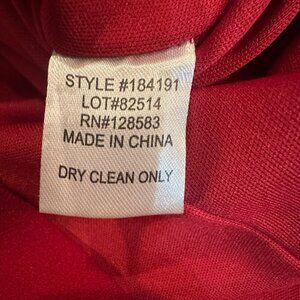 STYLE #184191
LOT#82514
RN#128583
MADE IN CHINA
DRY CLEAN ONLY